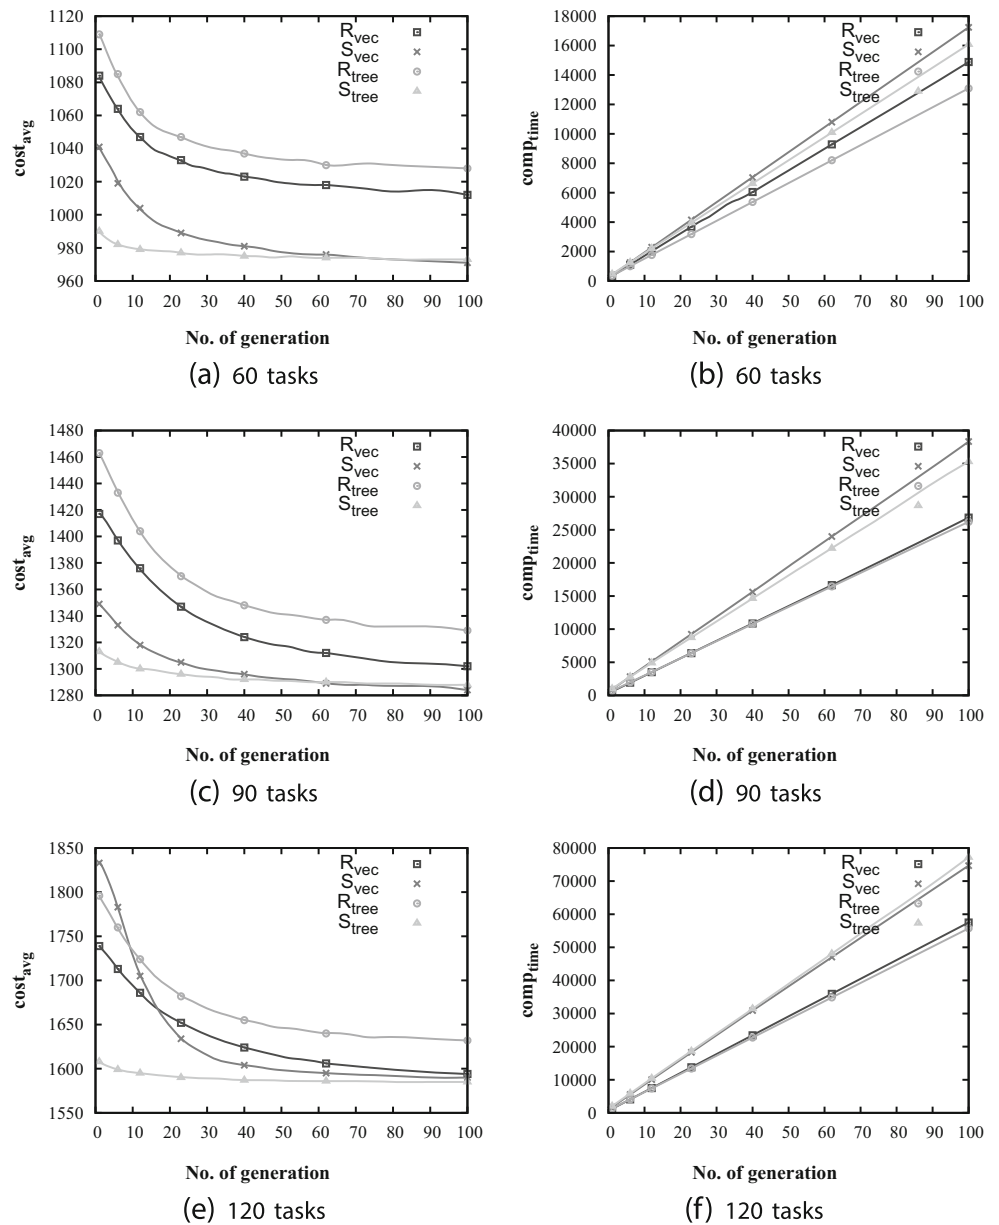 1120
1100
1080
1060
1040
1020
1000
980
960
cost_avg
R_vec
S_vec
R_tree
S_tree
0 10 20 30 40 50 60 70 80 90 100
No. of generation
(a) 60 tasks
18000
16000
14000
12000
10000
8000
6000
4000
2000
0
comp_time
R_vec
S_vec
R_tree
S_tree
0 10 20 30 40 50 60 70 80 90 100
No. of generation
(b) 60 tasks
1480
1460
1440
1420
1400
1380
1360
1340
1320
1300
1280
cost_avg
R_vec
S_vec
R_tree
S_tree
0 10 20 30 40 50 60 70 80 90 100
No. of generation
(c) 90 tasks
40000
35000
30000
25000
20000
15000
10000
5000
0
comp_time
R_vec
S_vec
R_tree
S_tree
0 10 20 30 40 50 60 70 80 90 100
No. of generation
(d) 90 tasks
1850
1800
1750
1700
1650
1600
1550
cost_avg
R_vec
S_vec
R_tree
S_tree
0 10 20 30 40 50 60 70 80 90 100
No. of generation
(e) 120 tasks
80000
70000
60000
50000
40000
30000
20000
10000
0
comp_time
R_vec
S_vec
R_tree
S_tree
0 10 20 30 40 50 60 70 80 90 100
No. of generation
(f) 120 tasks